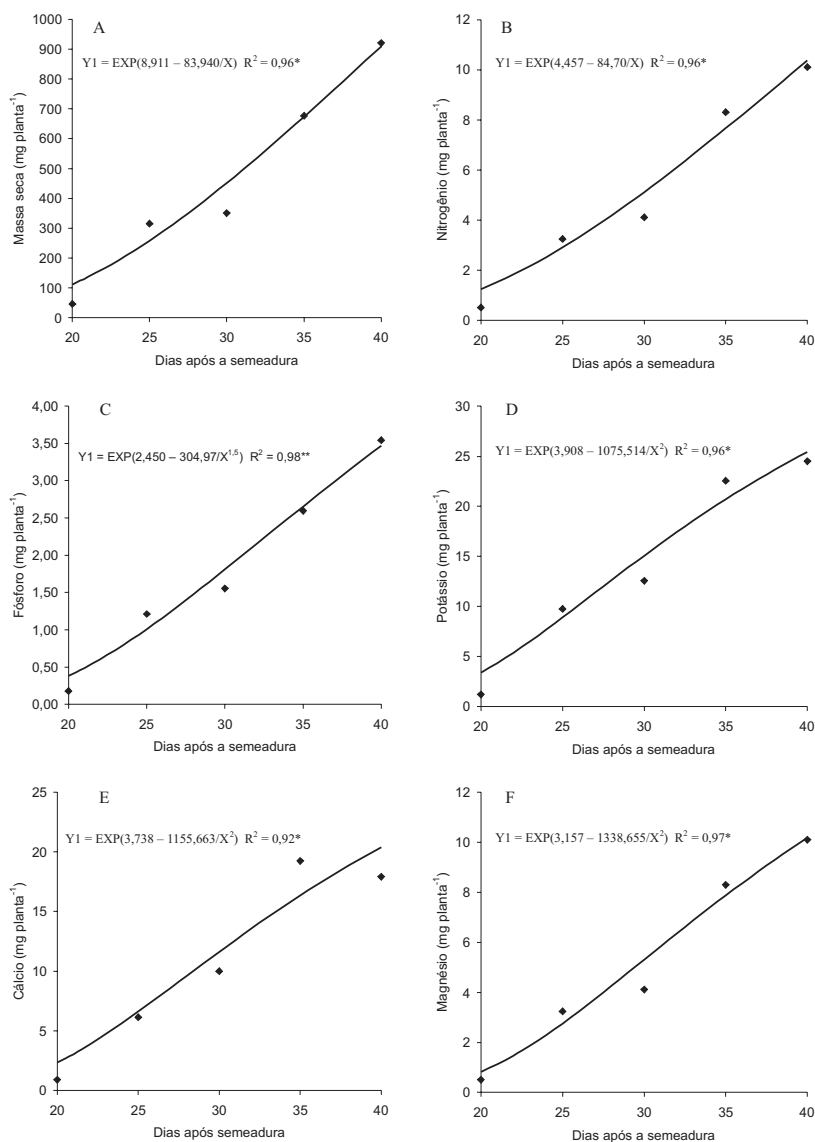 A
Y1 = EXP(8,911 – 83,940/X) R² = 0,96*
Massa seca (mg planta⁻¹)
1000
900
800
700
600
500
400
300
200
100
0
20 25 30 35 40
Dias após a semeadura
B
Y1 = EXP(4,457 – 84,70/X) R² = 0,96*
Nitrogênio (mg planta⁻¹)
12
10
8
6
4
2
0
20 25 30 35 40
Dias após a semeadura
C
Y1 = EXP(2,450 – 304,97/X¹,⁵) R² = 0,98**
Fósforo (mg planta⁻¹)
4,00
3,50
3,00
2,50
2,00
1,50
1,00
0,50
0,00
20 25 30 35 40
Dias após a semeadura
D
Y1 = EXP(3,908 – 1075,514/X²) R² = 0,96*
Potássio (mg planta⁻¹)
30
25
20
15
10
5
0
20 25 30 35 40
Dias após a semeadura
E
Y1 = EXP(3,738 – 1155,663/X²) R² = 0,92*
Cálcio (mg planta⁻¹)
25
20
15
10
5
0
20 25 30 35 40
Dias após semeadura
F
Y1 = EXP(3,157 – 1338,655/X²) R² = 0,97*
Magnésio (mg planta⁻¹)
12
10
8
6
4
2
0
20 25 30 35 40
Dias após a semeadura